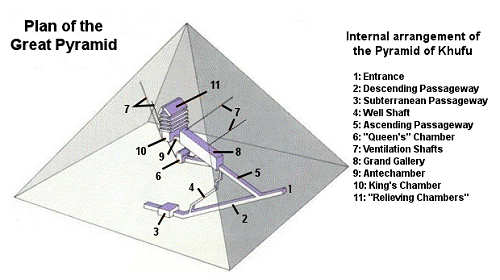 Plan of the
Great Pyramid
Internal arrangement of
the Pyramid of Khufu
1: Entrance
2: Descending Passageway
3: Subterranean Passageway
4: Well Shaft
5: Ascending Passageway
6: "Queen's" Chamber
7: Ventilation Shafts
8: Grand Gallery
9: Antechamber
10: King's Chamber
11: "Relieving Chambers"
11
7
7
10
9
8
6
5
4
1
2
3